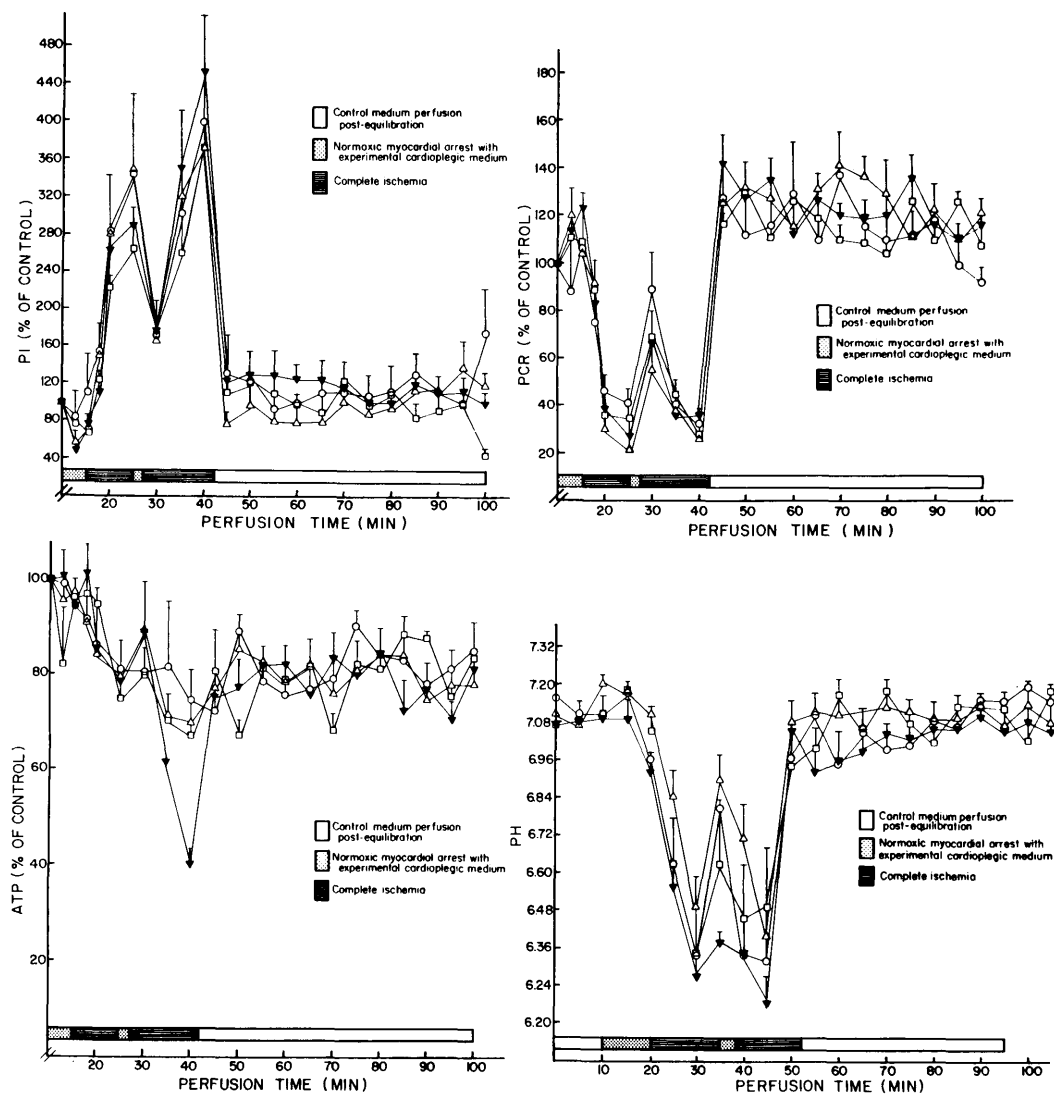 480
440
400
360
320
280
240
200
160
120
80
40
PI (% OF CONTROL)
Control medium perfusion
post-equilibration
Normoxic myocardial arrest with
experimental cardioplegic medium
Complete ischemia
20 30 40 50 60 70 80 90 100
PERFUSION TIME (MIN)
180
160
140
120
100
80
60
40
20
PCR (% OF CONTROL)
Control medium perfusion
post-equilibration
Normoxic myocardial arrest with
experimental cardioplegic medium
Complete ischemia
20 30 40 50 60 70 80 90 100
PERFUSION TIME (MIN)
100
80
60
40
20
ATP (% OF CONTROL)
Control medium perfusion
post-equilibration
Normoxic myocardial arrest with
experimental cardioplegic medium
Complete ischemia
20 30 40 50 60 70 80 90 100
PERFUSION TIME (MIN)
7.32
7.20
7.08
6.96
6.84
6.72
6.60
6.48
6.36
6.20
PH
Control medium perfusion
post-equilibration
Normoxic myocardial arrest with
experimental cardioplegic medium
Complete ischemia
10 20 30 40 50 60 70 80 90 100
PERFUSION TIME (MIN)